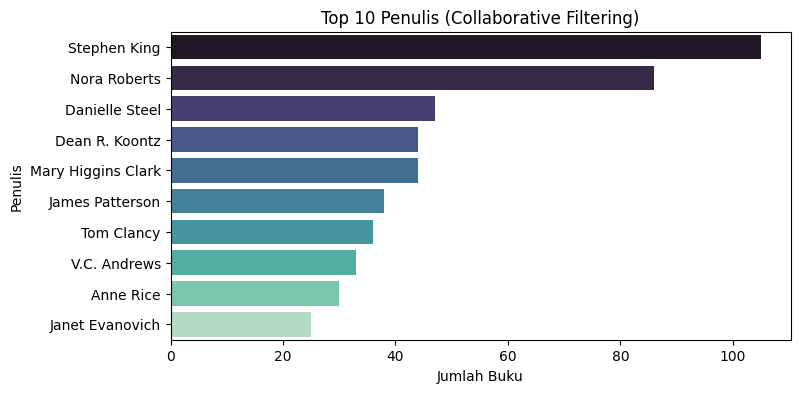 Top 10 Penulis (Collaborative Filtering)
Penulis
Stephen King
Nora Roberts
Danielle Steel
Dean R. Koontz
Mary Higgins Clark
James Patterson
Tom Clancy
V.C. Andrews
Anne Rice
Janet Evanovich
0 20 40 60 80 100
Jumlah Buku